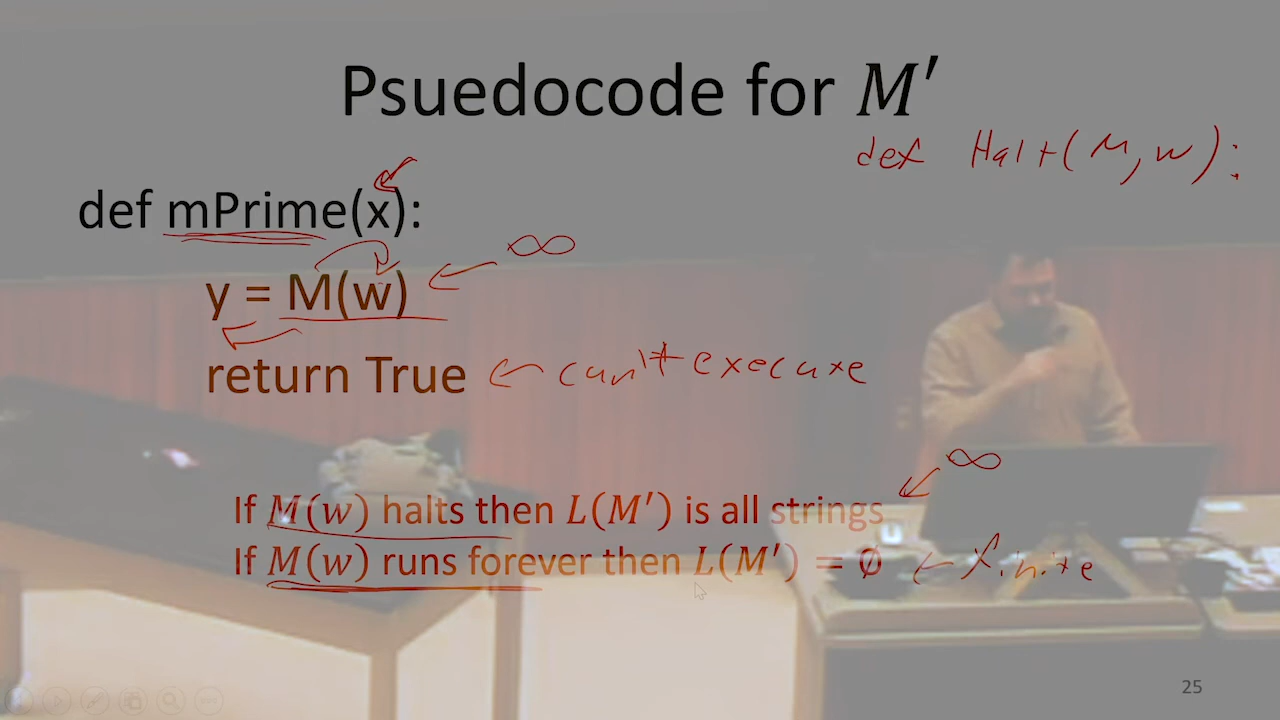 Psuedocode for M′
def Halt(M, w):
def mPrime(x):
∞
y = M(w)
return True ← can't execute
∞
If M(w) halts then L(M′) is all strings
If M(w) runs forever then L(M′) = ∅ ← finite
25